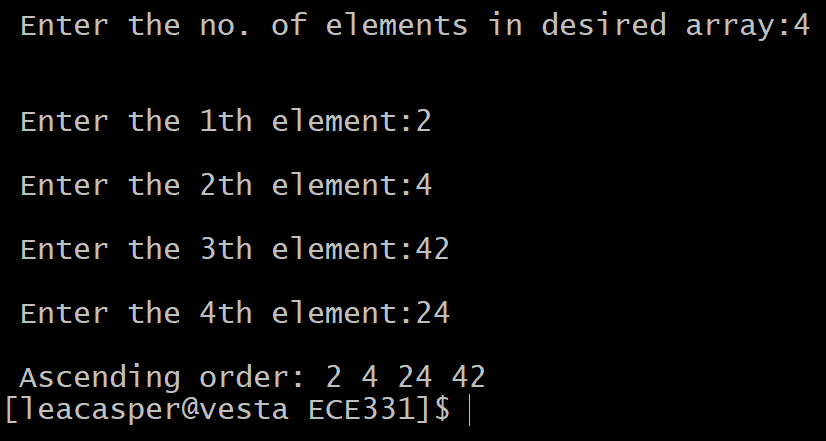 Enter the no. of elements in desired array:4
Enter the 1th element:2
Enter the 2th element:4
Enter the 3th element:42
Enter the 4th element:24
Ascending order: 2 4 24 42
[leacasper@vesta ECE331]$